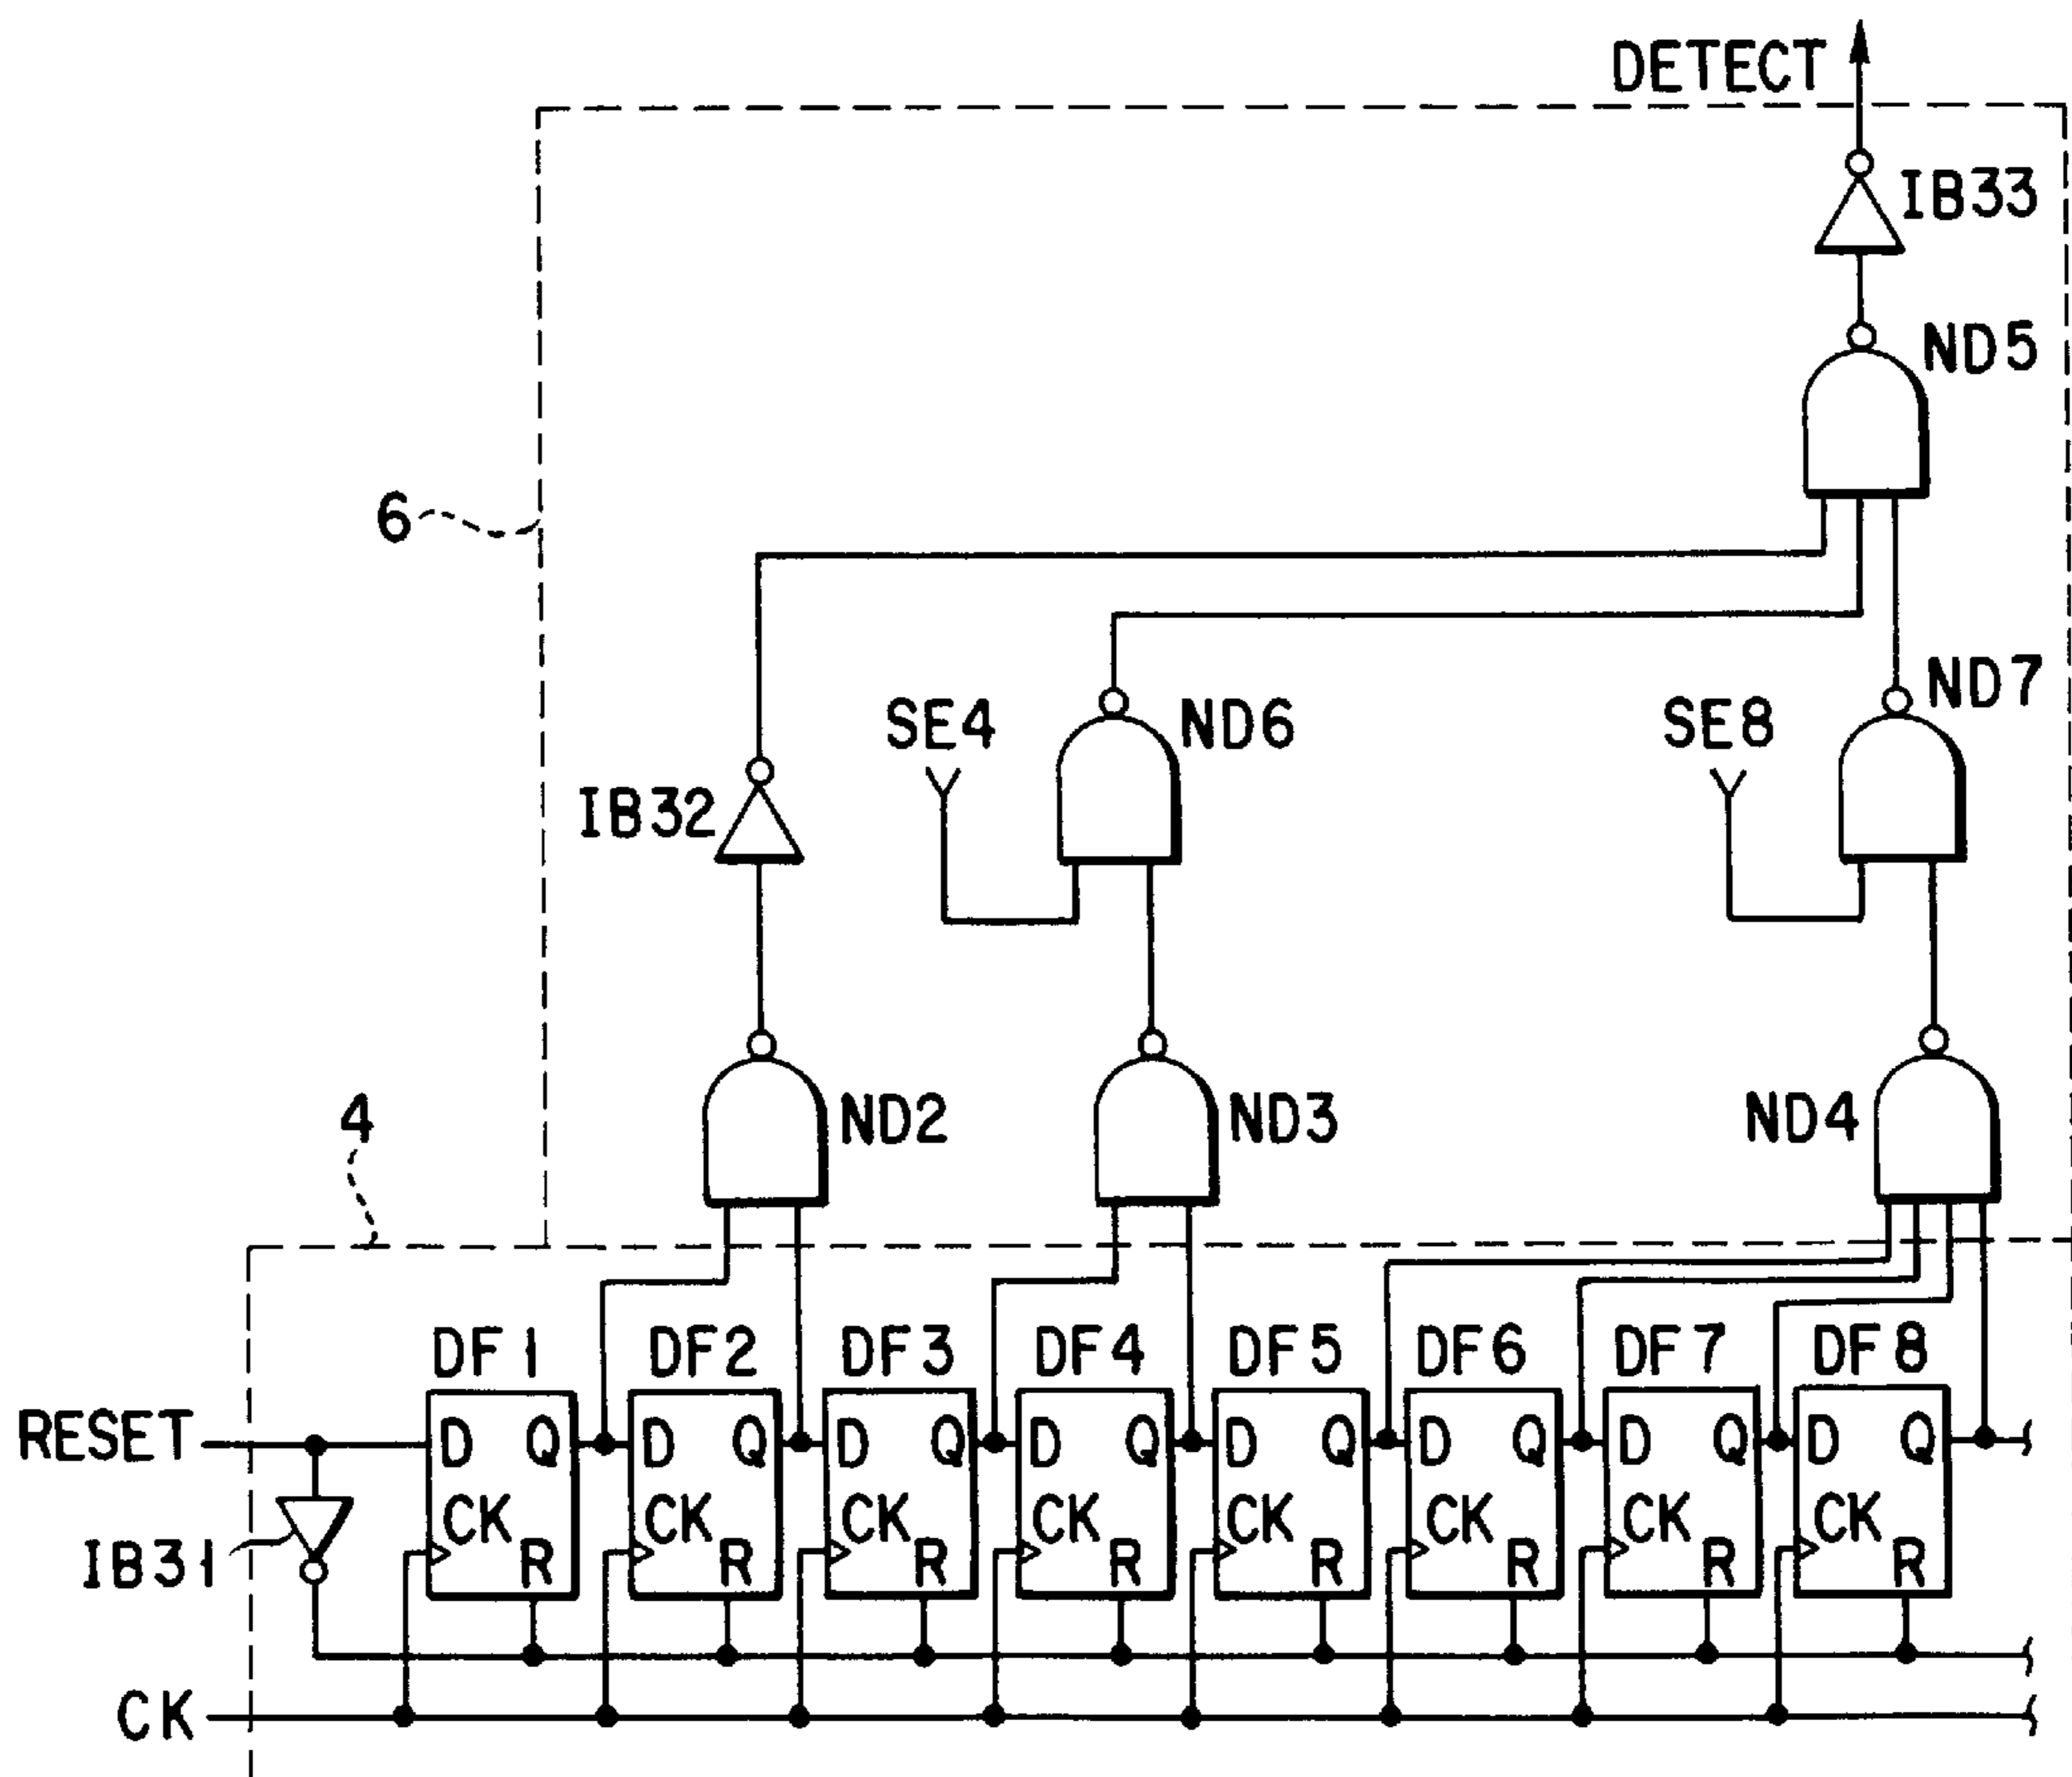 DETECT
IB33
ND5
6
ND7
SE4
ND6
SE8
IB32
4
ND2
ND3
ND4
DF1 DF2 DF3 DF4 DF5 DF6 DF7 DF8
RESET
D Q D Q D Q D Q D Q D Q D Q D Q
CK CK CK CK CK CK CK CK
IB31
R R R R R R R R
CK